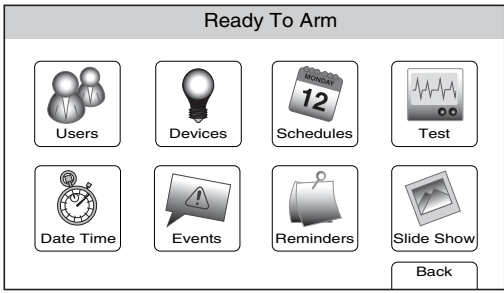 Ready To Arm
MONDAY
12
Users
Devices
Schedules
Test
Date Time
Events
Reminders
Slide Show
Back